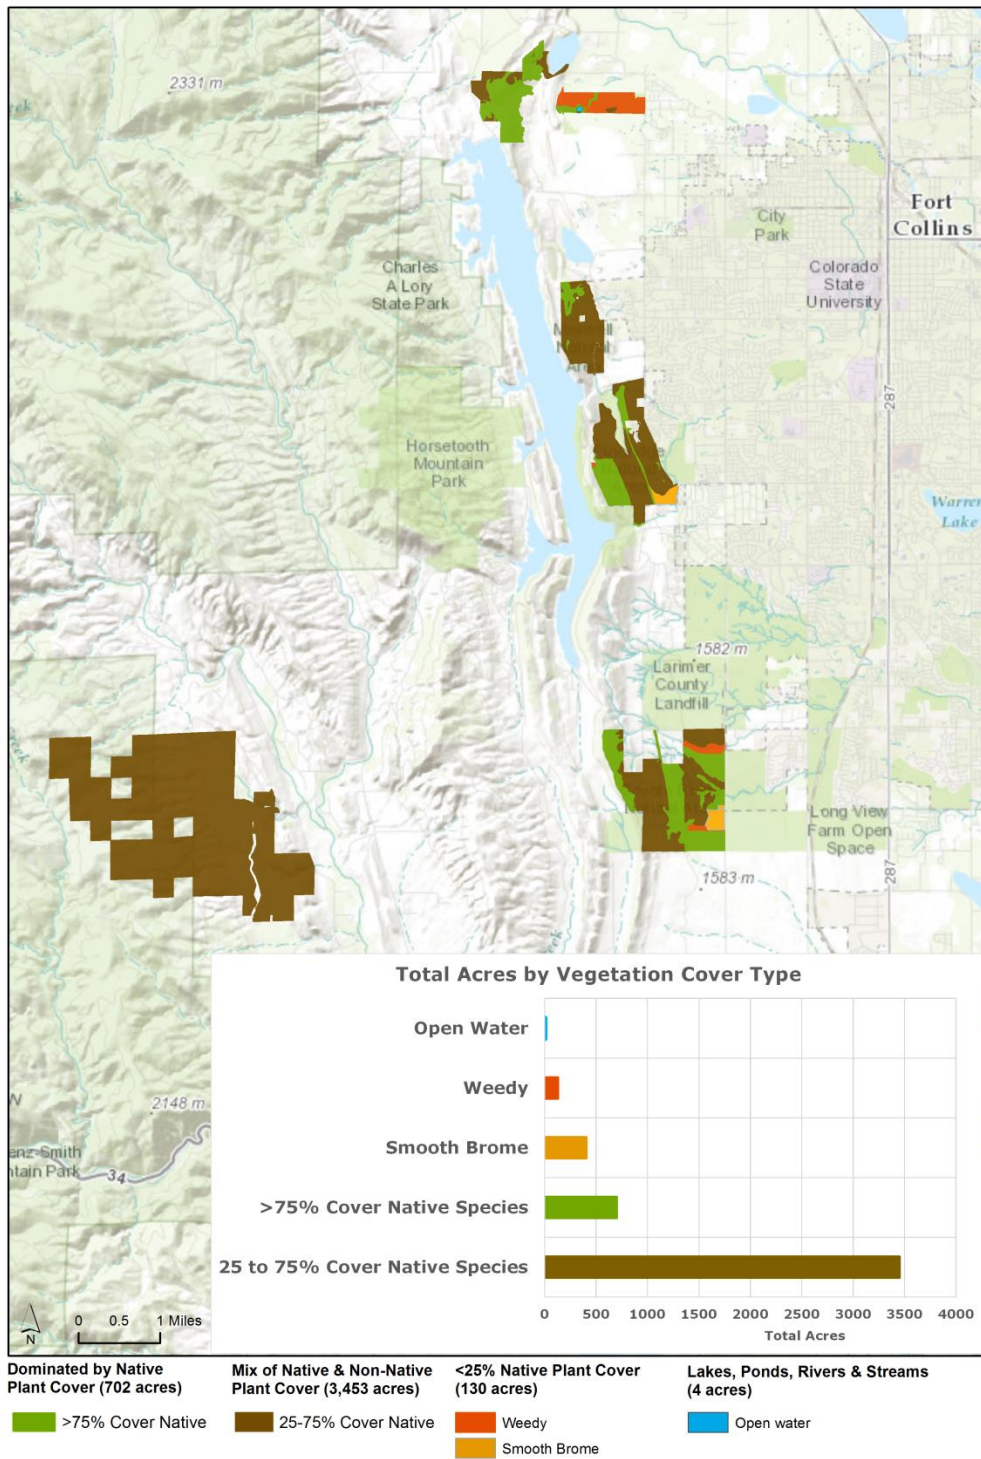 2331 m
Fort
Collins
City
Park
Charles
A Lory
State Park
Colorado
State
University
287
Horsetooth
Mountain
Park
Warren
Lake
1582 m
Larimer
County
Landfill
Long View
Farm Open
Space
287
1583 m
2148 m
34
Total Acres by Vegetation Cover Type
Open Water
Weedy
Smooth Brome
>75% Cover Native Species
25 to 75% Cover Native Species
0 500 1000 1500 2000 2500 3000 3500 4000
Total Acres
0 0.5 1 Miles
N
Dominated by Native
Plant Cover (702 acres)
>75% Cover Native
Mix of Native & Non-Native
Plant Cover (3,453 acres)
25-75% Cover Native
<25% Native Plant Cover
(130 acres)
Weedy
Smooth Brome
Lakes, Ponds, Rivers & Streams
(4 acres)
Open water